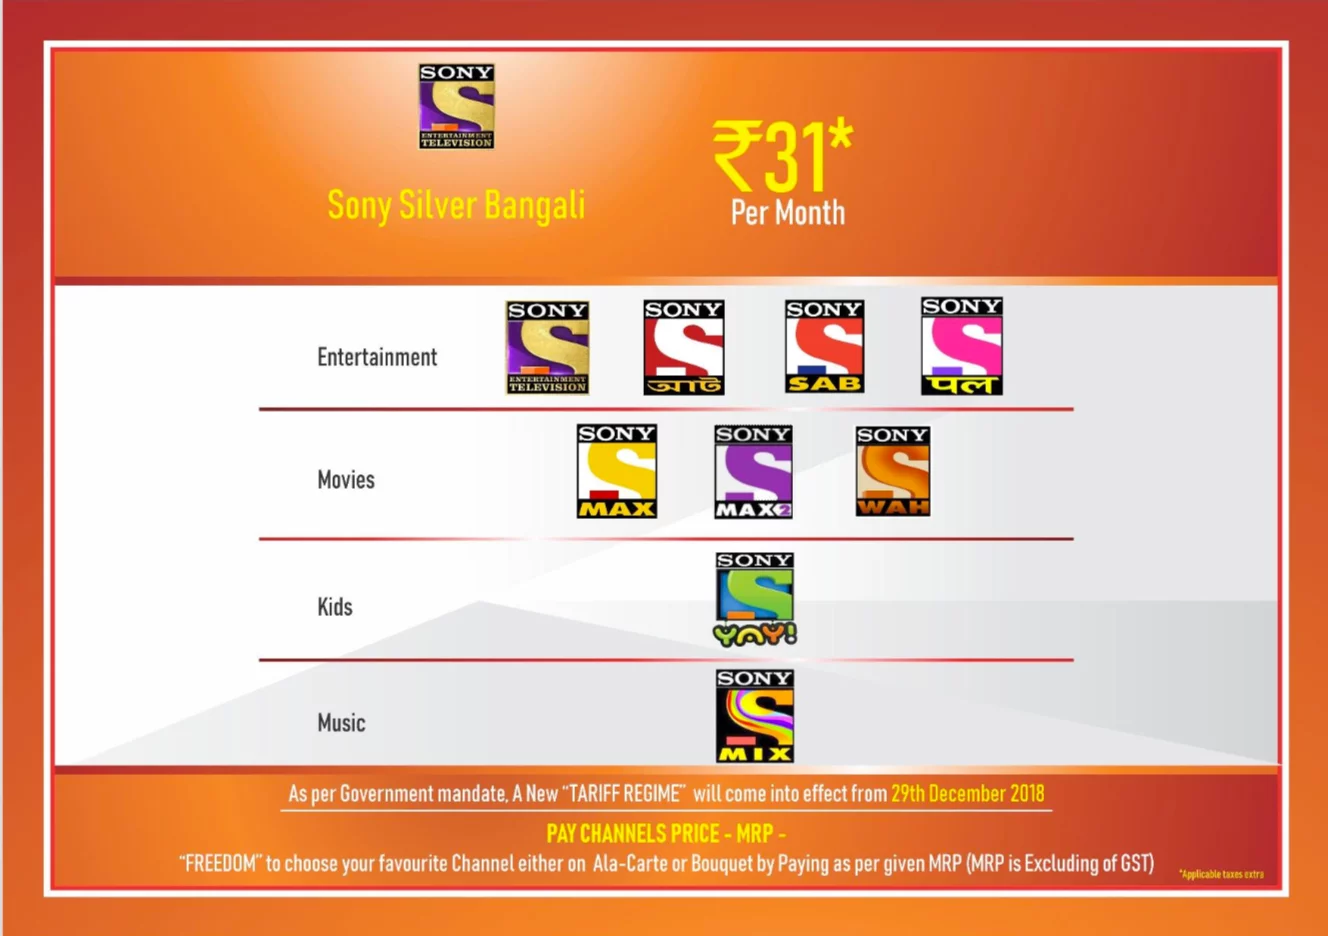 SONY
ENTERTAINMENT
TELEVISION
Sony Silver Bangali
₹31*
Per Month
Entertainment
SONY
ENTERTAINMENT
TELEVISION
SONY
আট
SONY
SAB
SONY
पल
Movies
SONY
MAX
SONY
MAX2
SONY
WAH
Kids
SONY
YAY!
Music
SONY
MIX
As per Government mandate, A New “TARIFF REGIME” will come into effect from 29th December 2018
PAY CHANNELS PRICE - MRP -
“FREEDOM” to choose your favourite Channel either on Ala-Carte or Bouquet by Paying as per given MRP (MRP is Excluding of GST)
*Applicable taxes extra